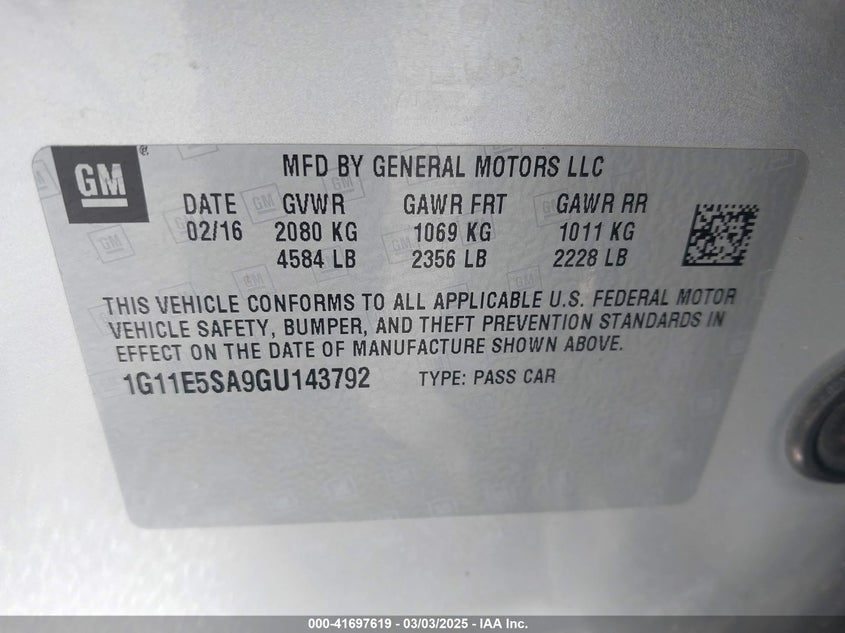 GM
MFD BY GENERAL MOTORS LLC
DATE GVWR GAWR FRT GAWR RR
02/16 2080 KG 1069 KG 1011 KG
4584 LB 2356 LB 2228 LB
THIS VEHICLE CONFORMS TO ALL APPLICABLE U.S. FEDERAL MOTOR
VEHICLE SAFETY, BUMPER, AND THEFT PREVENTION STANDARDS IN
EFFECT ON THE DATE OF MANUFACTURE SHOWN ABOVE.
1G11E5SA9GU143792 TYPE: PASS CAR
000-41697619 - 03/03/2025 - IAA Inc.